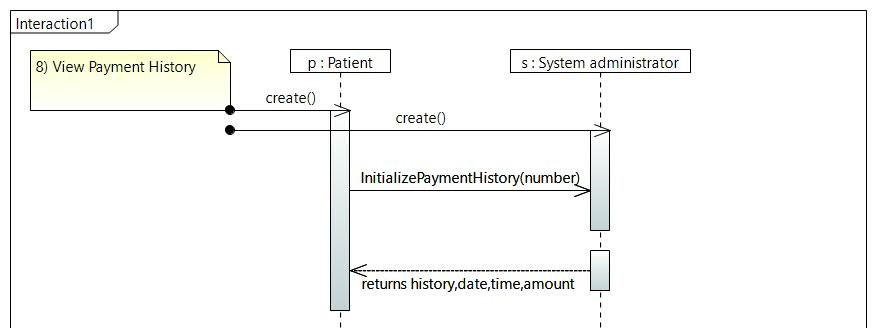 Interaction1
8) View Payment History
p : Patient
s : System administrator
create()
create()
InitializePaymentHistory(number)
returns history,date,time,amount